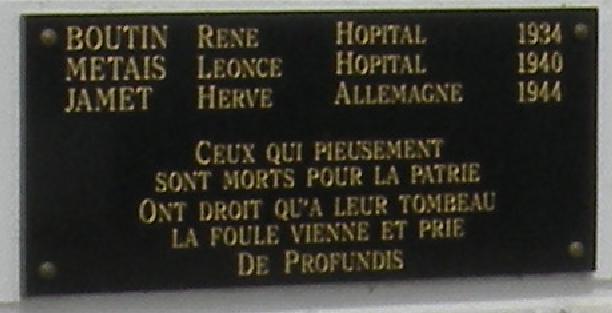 BOUTIN RENE HOPITAL 1934
METAIS LEONCE HOPITAL 1940
JAMET HERVE ALLEMAGNE 1944
CEUX QUI PIEUSEMENT
SONT MORTS POUR LA PATRIE
ONT DROIT QU'A LEUR TOMBEAU
LA FOULE VIENNE ET PRIE
DE PROFUNDIS